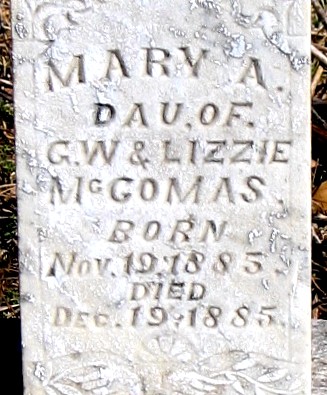 MARY A.
DAU. OF.
G.W & LIZZIE
MCCOMAS.
BORN
NOV. 19. 1885.
DIED
DEC. 19. 1885.